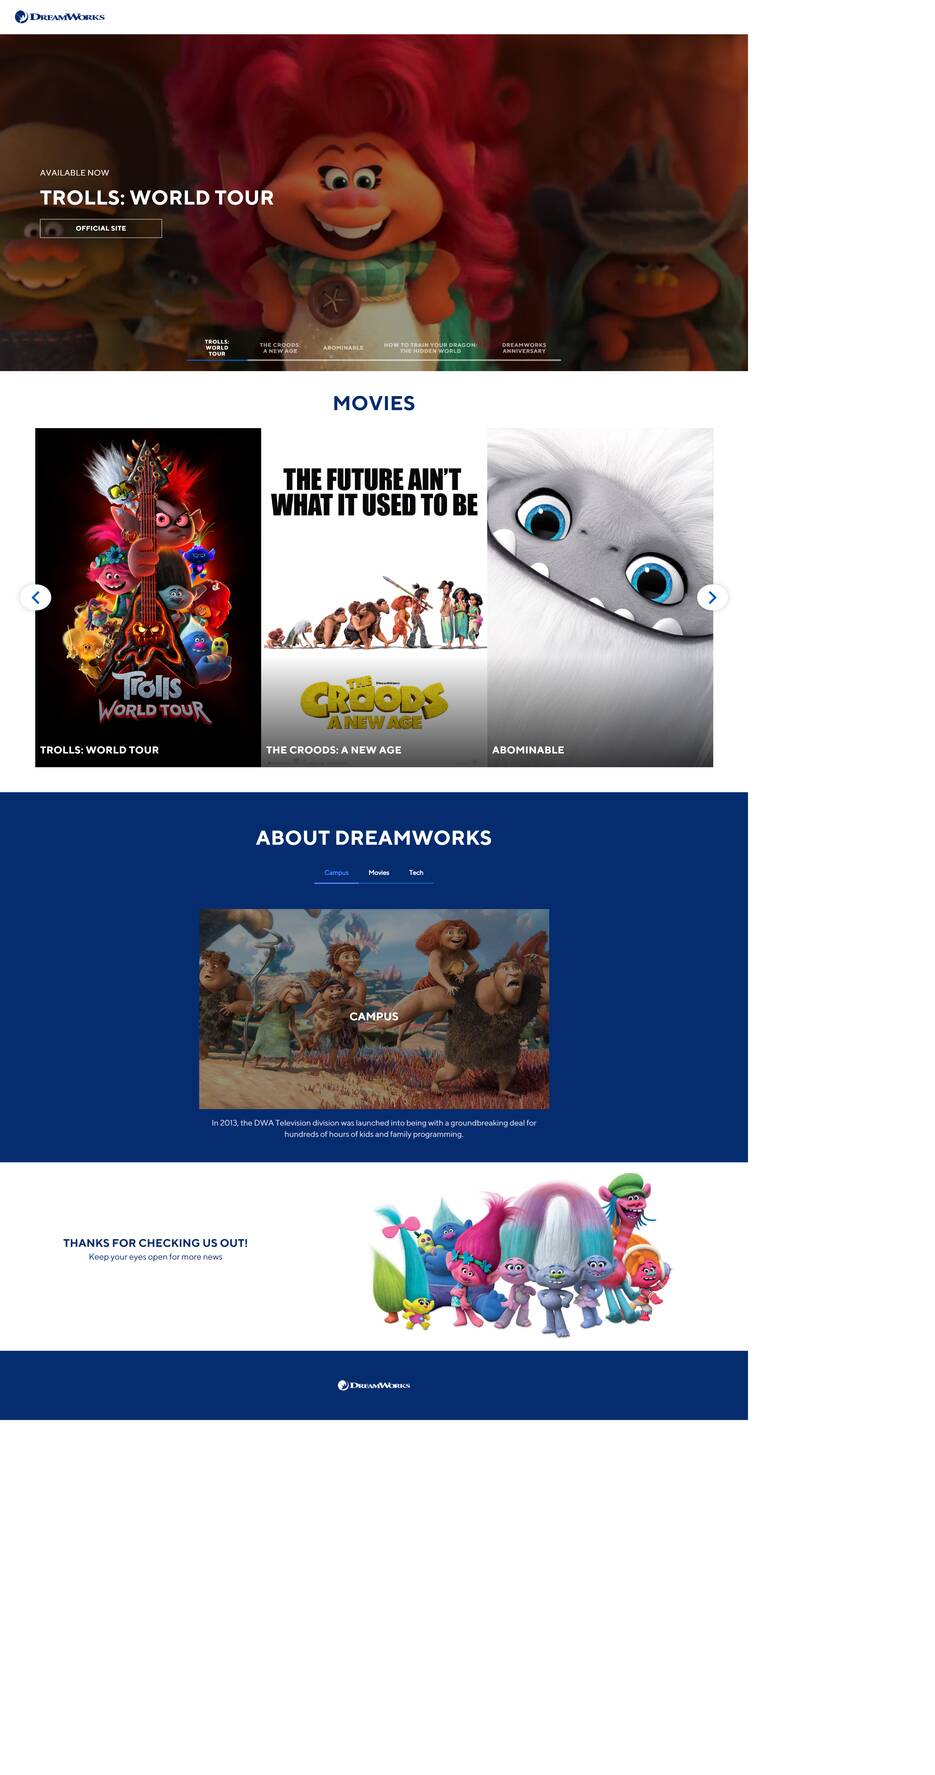 DREAMWORKS
AVAILABLE NOW
TROLLS: WORLD TOUR
OFFICIAL SITE
TROLLS:
WORLD
TOUR
THE CROODS:
A NEW AGE
ABOMINABLE
HOW TO TRAIN YOUR DRAGON:
THE HIDDEN WORLD
DREAMWORKS
ANNIVERSARY
MOVIES
Trolls
WORLD TOUR
TROLLS: WORLD TOUR
THE FUTURE AIN'T
WHAT IT USED TO BE
THE
CROODS
A NEW AGE
THE CROODS: A NEW AGE
ABOMINABLE
ABOUT DREAMWORKS
Campus
Movies
Tech
CAMPUS
In 2013, the DWA Television division was launched into being with a groundbreaking deal for
hundreds of hours of kids and family programming.
THANKS FOR CHECKING US OUT!
Keep your eyes open for more news
DREAMWORKS